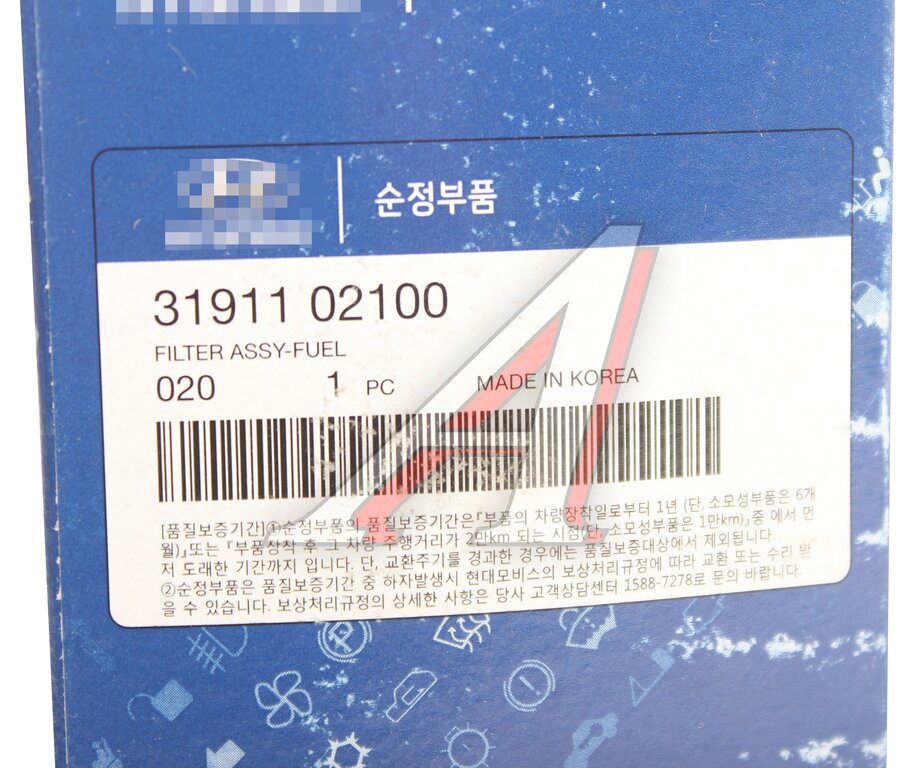 순정부품
31911 02100
FILTER ASSY-FUEL
020 1 PC MADE IN KOREA
[품질보증기간]①순정부품의 품질보증기간은『부품의 차량장착일로부터 1년 (단, 소모성부품은 6개
월)』또는 『부품장착 후 그 차량 주행거리가 2만km 되는 시점(단, 소모성부품은 1만km)』중 에서 먼
저 도래한 기간까지 입니다. 단, 교환주기를 경과한 경우에는 품질보증대상에서 제외됩니다.
②순정부품은 품질보증기간 중 하자발생시 현대모비스의 보상처리규정에 따라 교환 또는 수리 받
을 수 있습니다. 보상처리규정의 상세한 사항은 당사 고객상담센터 1588-7278로 문의 바랍니다.